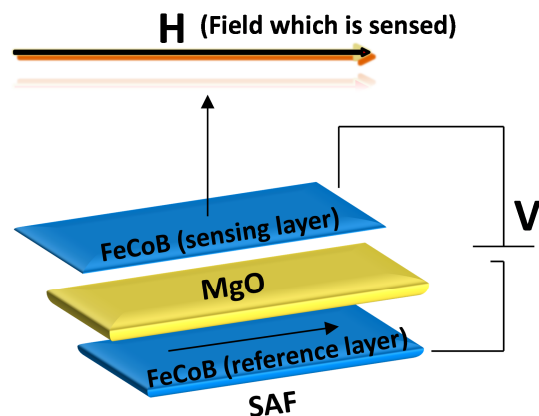 H (Field which is sensed)
FeCoB (sensing layer)
V
MgO
FeCoB (reference layer)
SAF